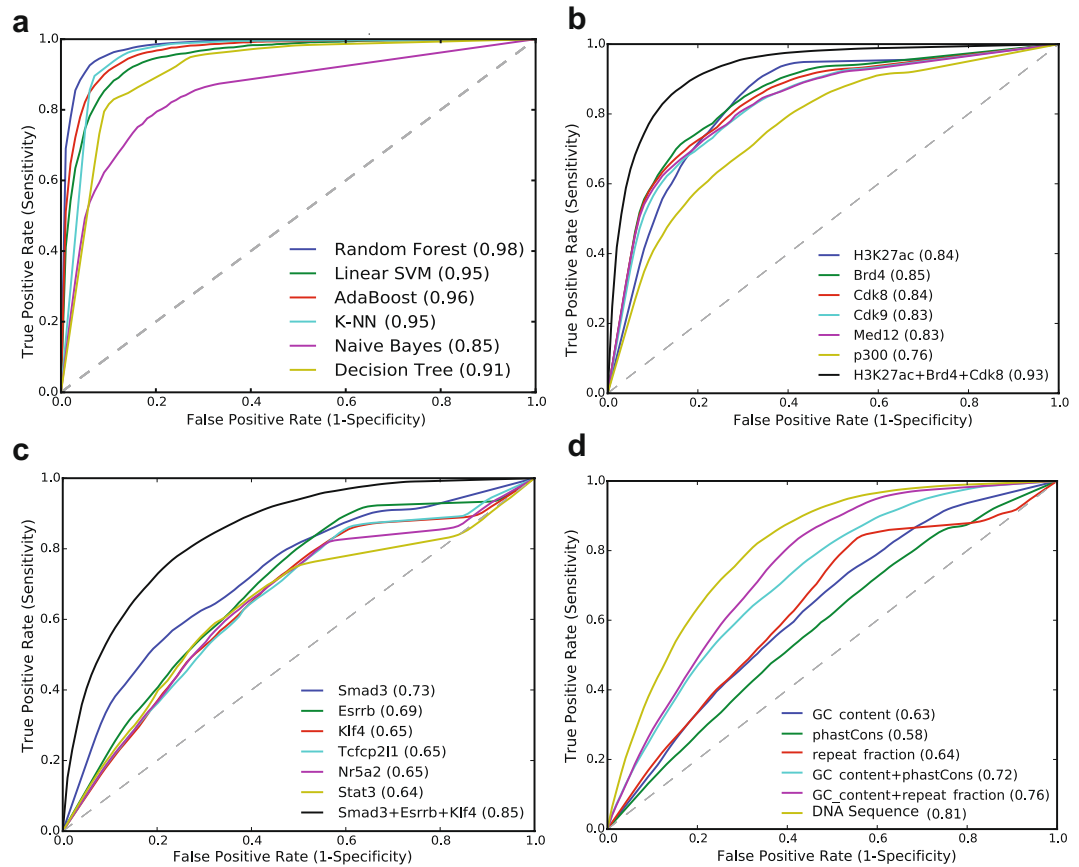 a
True Positive Rate (Sensitivity)
1.0
0.8
0.6
0.4
0.2
0.0
0.0 0.2 0.4 0.6 0.8 1.0
False Positive Rate (1-Specificity)
Random Forest (0.98)
Linear SVM (0.95)
AdaBoost (0.96)
K-NN (0.95)
Naive Bayes (0.85)
Decision Tree (0.91)
b
True Positive Rate (Sensitivity)
1.0
0.8
0.6
0.4
0.2
0.0
0.0 0.2 0.4 0.6 0.8 1.0
False Positive Rate (1-Specificity)
H3K27ac (0.84)
Brd4 (0.85)
Cdk8 (0.84)
Cdk9 (0.83)
Med12 (0.83)
p300 (0.76)
H3K27ac+Brd4+Cdk8 (0.93)
c
True Positive Rate (Sensitivity)
1.0
0.8
0.6
0.4
0.2
0.0
0.0 0.2 0.4 0.6 0.8 1.0
False Positive Rate (1-Specificity)
Smad3 (0.73)
Esrrb (0.69)
Klf4 (0.65)
Tcfcp2l1 (0.65)
Nr5a2 (0.65)
Stat3 (0.64)
Smad3+Esrrb+Klf4 (0.85)
d
True Positive Rate (Sensitivity)
1.0
0.8
0.6
0.4
0.2
0.0
0.0 0.2 0.4 0.6 0.8 1.0
False Positive Rate (1-Specificity)
GC content (0.63)
phastCons (0.58)
repeat fraction (0.64)
GC content+phastCons (0.72)
GC_content+repeat fraction (0.76)
DNA Sequence (0.81)